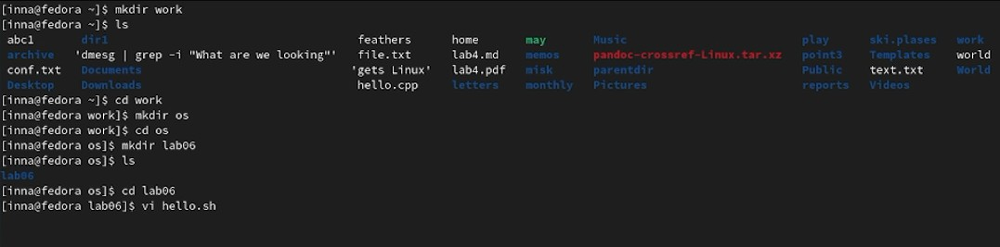 [inna@fedora ~]$ mkdir work
[inna@fedora ~]$ ls
abc1 dir1 feathers home may Music play ski.plases work
archive 'dmesg | grep -i "What are we looking"' file.txt lab4.md memos pandoc-crossref-Linux.tar.xz point3 Templates world
conf.txt Documents 'gets Linux' lab4.pdf misk parentdir Public text.txt World
Desktop Downloads hello.cpp letters monthly Pictures reports Videos
[inna@fedora ~]$ cd work
[inna@fedora work]$ mkdir os
[inna@fedora work]$ cd os
[inna@fedora os]$ mkdir lab06
[inna@fedora os]$ ls
lab06
[inna@fedora os]$ cd lab06
[inna@fedora lab06]$ vi hello.sh